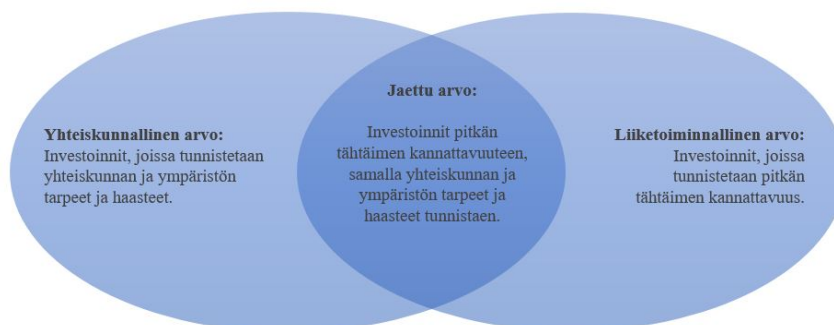 Yhteiskunnallinen arvo:
Investoinnit, joissa tunnistetaan
yhteiskunnan ja ympäristön
tarpeet ja haasteet.
Jaettu arvo:
Investoinnit pitkän
tähtäimen kannattavuuteen,
samalla yhteiskunnan ja
ympäristön tarpeet ja
haasteet tunnistaen.
Liiketoiminnallinen arvo:
Investoinnit, joissa
tunnistetaan pitkän
tähtäimen kannattavuus.